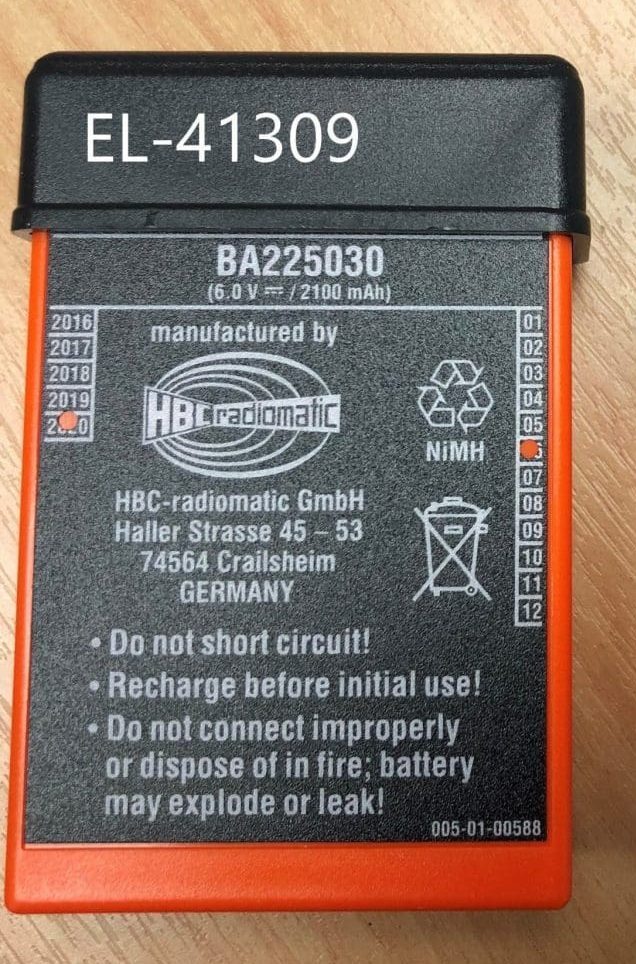 EL-41309
BA225030
(6.0 V ⎓ / 2100 mAh)
2016
2017
2018
2019
2020
manufactured by
HBC radiomatic
NiMH
01
02
03
04
05
06
07
08
09
10
11
12
HBC-radiomatic GmbH
Haller Strasse 45 – 53
74564 Crailsheim
GERMANY
• Do not short circuit!
• Recharge before initial use!
• Do not connect improperly
or dispose of in fire; battery
may explode or leak!
005-01-00588